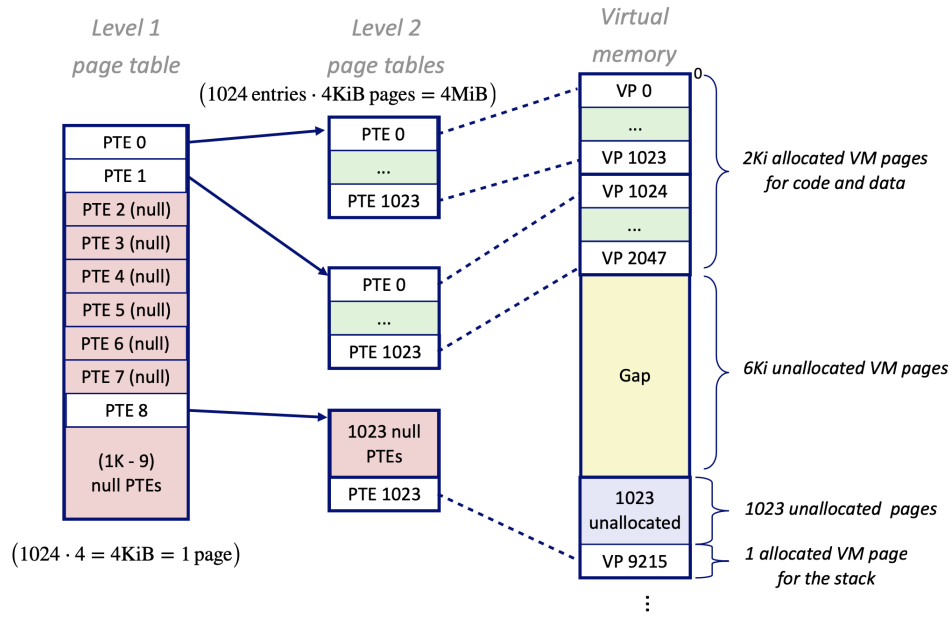 Level 1
page table
Level 2
page tables
Virtual
memory
(1024 entries · 4KiB pages = 4MiB)
PTE 0
PTE 1
PTE 2 (null)
PTE 3 (null)
PTE 4 (null)
PTE 5 (null)
PTE 6 (null)
PTE 7 (null)
PTE 8
(1K - 9)
null PTEs
(1024 · 4 = 4KiB = 1 page)
PTE 0
...
PTE 1023
PTE 0
...
PTE 1023
1023 null
PTEs
PTE 1023
0
VP 0
...
VP 1023
VP 1024
...
VP 2047
Gap
1023
unallocated
VP 9215
...
2Ki allocated VM pages
for code and data
6Ki unallocated VM pages
1023 unallocated pages
1 allocated VM page
for the stack